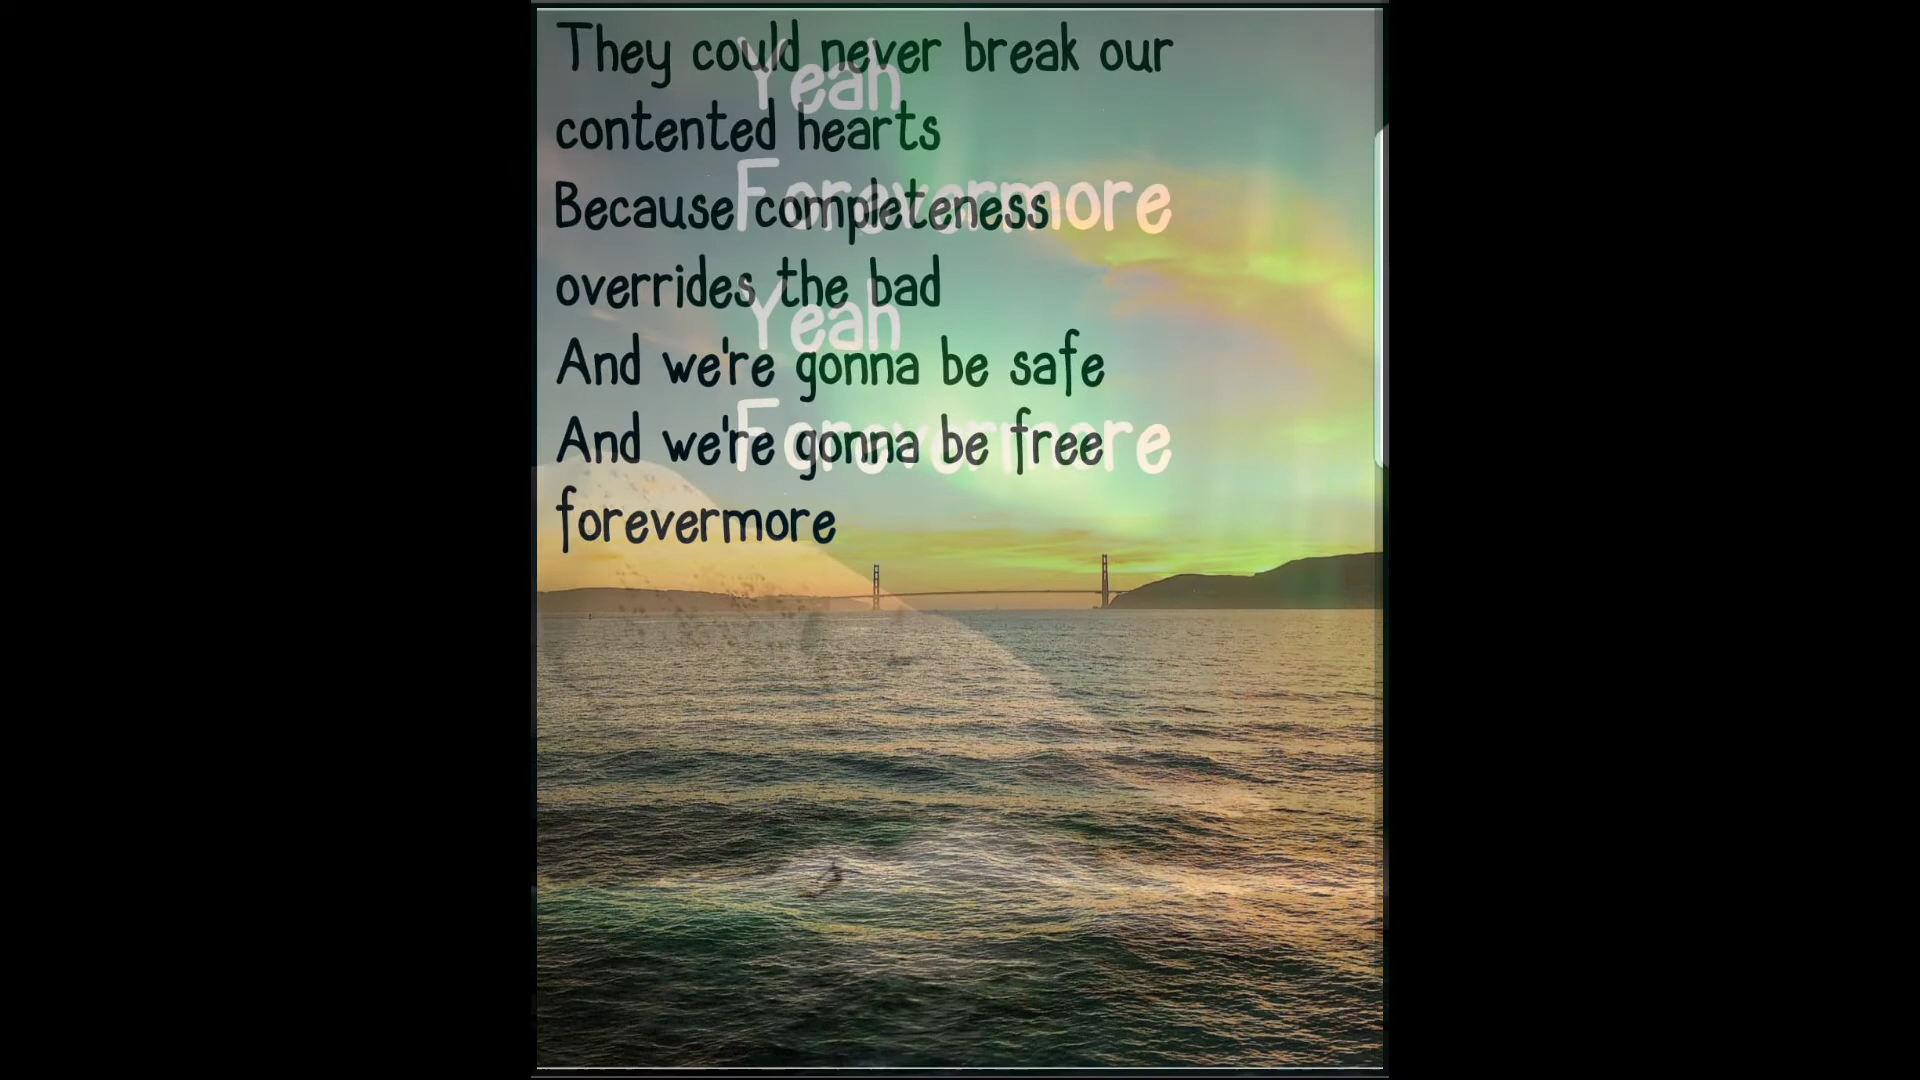 They could never break our
contented hearts
Because completeness
overrides the bad
And we're gonna be safe
And we're gonna be free
forevermore
Yeah
Forevermore
Yeah
Forevermore